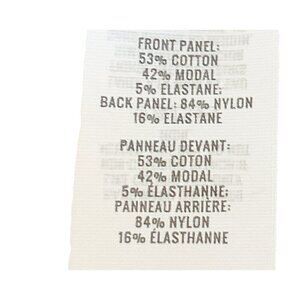 FRONT PANEL:
53% COTTON
42% MODAL
5% ELASTANE;
BACK PANEL: 84% NYLON
16% ELASTANE
PANNEAU DEVANT:
53% COTON
42% MODAL
5% ÉLASTHANNE;
PANNEAU ARRIÈRE:
84% NYLON
16% ÉLASTHANNE